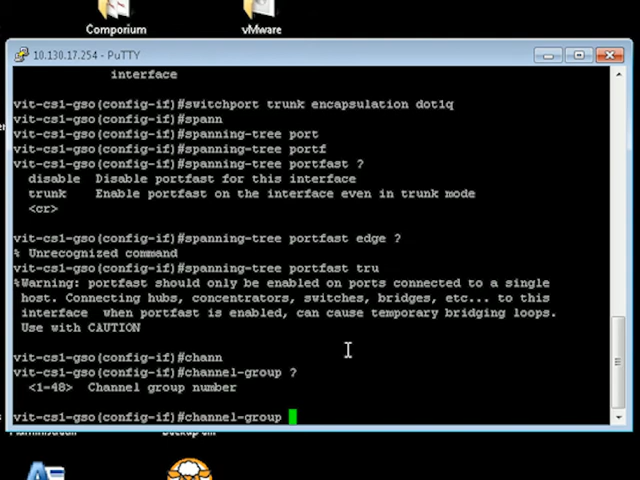 Comporium
vMware
10.130.17.254 - PuTTY
interface
vit-cs1-gso(config-if)#switchport trunk encapsulation dot1q
vit-cs1-gso(config-if)#spann
vit-cs1-gso(config-if)#spanning-tree port
vit-cs1-gso(config-if)#spanning-tree portf
vit-cs1-gso(config-if)#spanning-tree portfast ?
disable  Disable portfast for this interface
trunk    Enable portfast on the interface even in trunk mode
<cr>
vit-cs1-gso(config-if)#spanning-tree portfast edge ?
% Unrecognized command
vit-cs1-gso(config-if)#spanning-tree portfast tru
%Warning: portfast should only be enabled on ports connected to a single
host. Connecting hubs, concentrators, switches, bridges, etc... to this
interface  when portfast is enabled, can cause temporary bridging loops.
Use with CAUTION
vit-cs1-gso(config-if)#chann
vit-cs1-gso(config-if)#channel-group ?
<1-48>  Channel group number
vit-cs1-gso(config-if)#channel-group